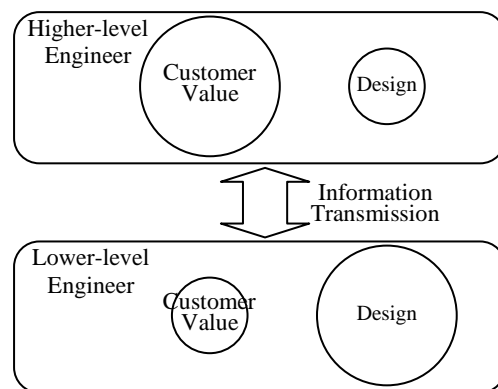 Higher-level
Engineer
Customer
Value
Design
Information
Transmission
Lower-level
Engineer
Customer
Value
Design